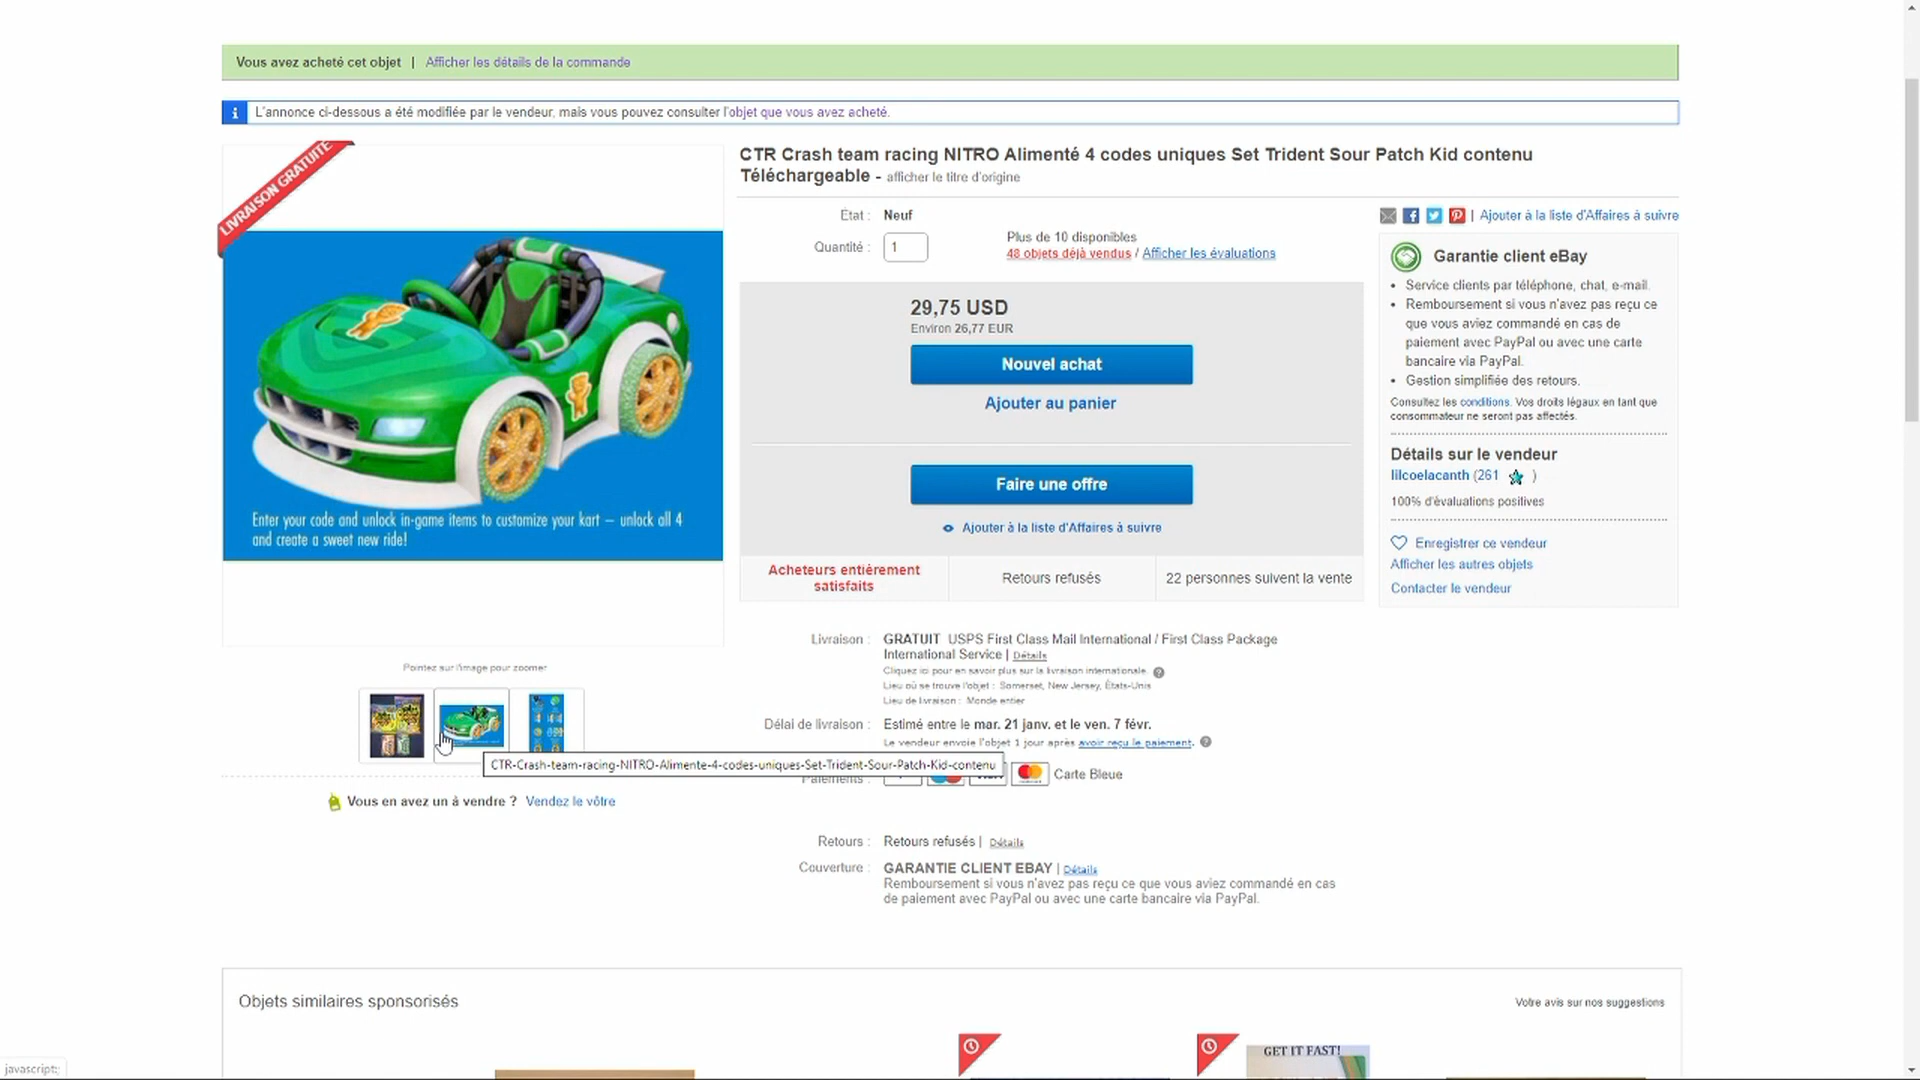 Vous avez acheté cet objet | Afficher les détails de la commande
L'annonce ci-dessous a été modifiée par le vendeur, mais vous pouvez consulter l'objet que vous avez acheté.
LIVRAISON GRATUITE
CTR Crash team racing NITRO Alimenté 4 codes uniques Set Trident Sour Patch Kid contenu
Téléchargeable - afficher le titre d'origine
État : Neuf
Quantité : 1
Plus de 10 disponibles
48 objets déjà vendus / Afficher les évaluations
29,75 USD
Environ 26,77 EUR
Nouvel achat
Ajouter au panier
Faire une offre
Ajouter à la liste d'Affaires à suivre
Acheteurs entièrement
satisfaits
Retours refusés
22 personnes suivent la vente
| Ajouter à la liste d'Affaires à suivre
Garantie client eBay
• Service clients par téléphone, chat, e-mail.
• Remboursement si vous n'avez pas reçu ce
que vous aviez commandé en cas de
paiement avec PayPal ou avec une carte
bancaire via PayPal.
• Gestion simplifiée des retours.
Consultez les conditions. Vos droits légaux en tant que
consommateur ne seront pas affectés.
Détails sur le vendeur
lilcoelacanth (261 )
100% d'évaluations positives
Enregistrer ce vendeur
Afficher les autres objets
Contacter le vendeur
Enter your code and unlock in-game items to customize your kart – unlock all 4
and create a sweet new ride!
Pointez sur l'image pour zoomer
Livraison : GRATUIT USPS First Class Mail International / First Class Package
International Service | Détails
Cliquez ici pour en savoir plus sur la livraison internationale.
Lieu où se trouve l'objet : Somerset, New Jersey, États-Unis
Lieu de livraison : Monde entier
Délai de livraison : Estimé entre le mar. 21 janv. et le ven. 7 févr.
Le vendeur envoie l'objet 1 jour après avoir reçu le paiement.
CTR-Crash-team-racing-NITRO-Alimente-4-codes-uniques-Set-Trident-Sour-Patch-Kid-contenu
Paiements : Carte Bleue
Vous en avez un à vendre ? Vendez le vôtre
Retours : Retours refusés | Détails
Couverture : GARANTIE CLIENT EBAY | Détails
Remboursement si vous n'avez pas reçu ce que vous aviez commandé en cas
de paiement avec PayPal ou avec une carte bancaire via PayPal.
Objets similaires sponsorisés
Votre avis sur nos suggestions
GET IT FAST!
javascript:;